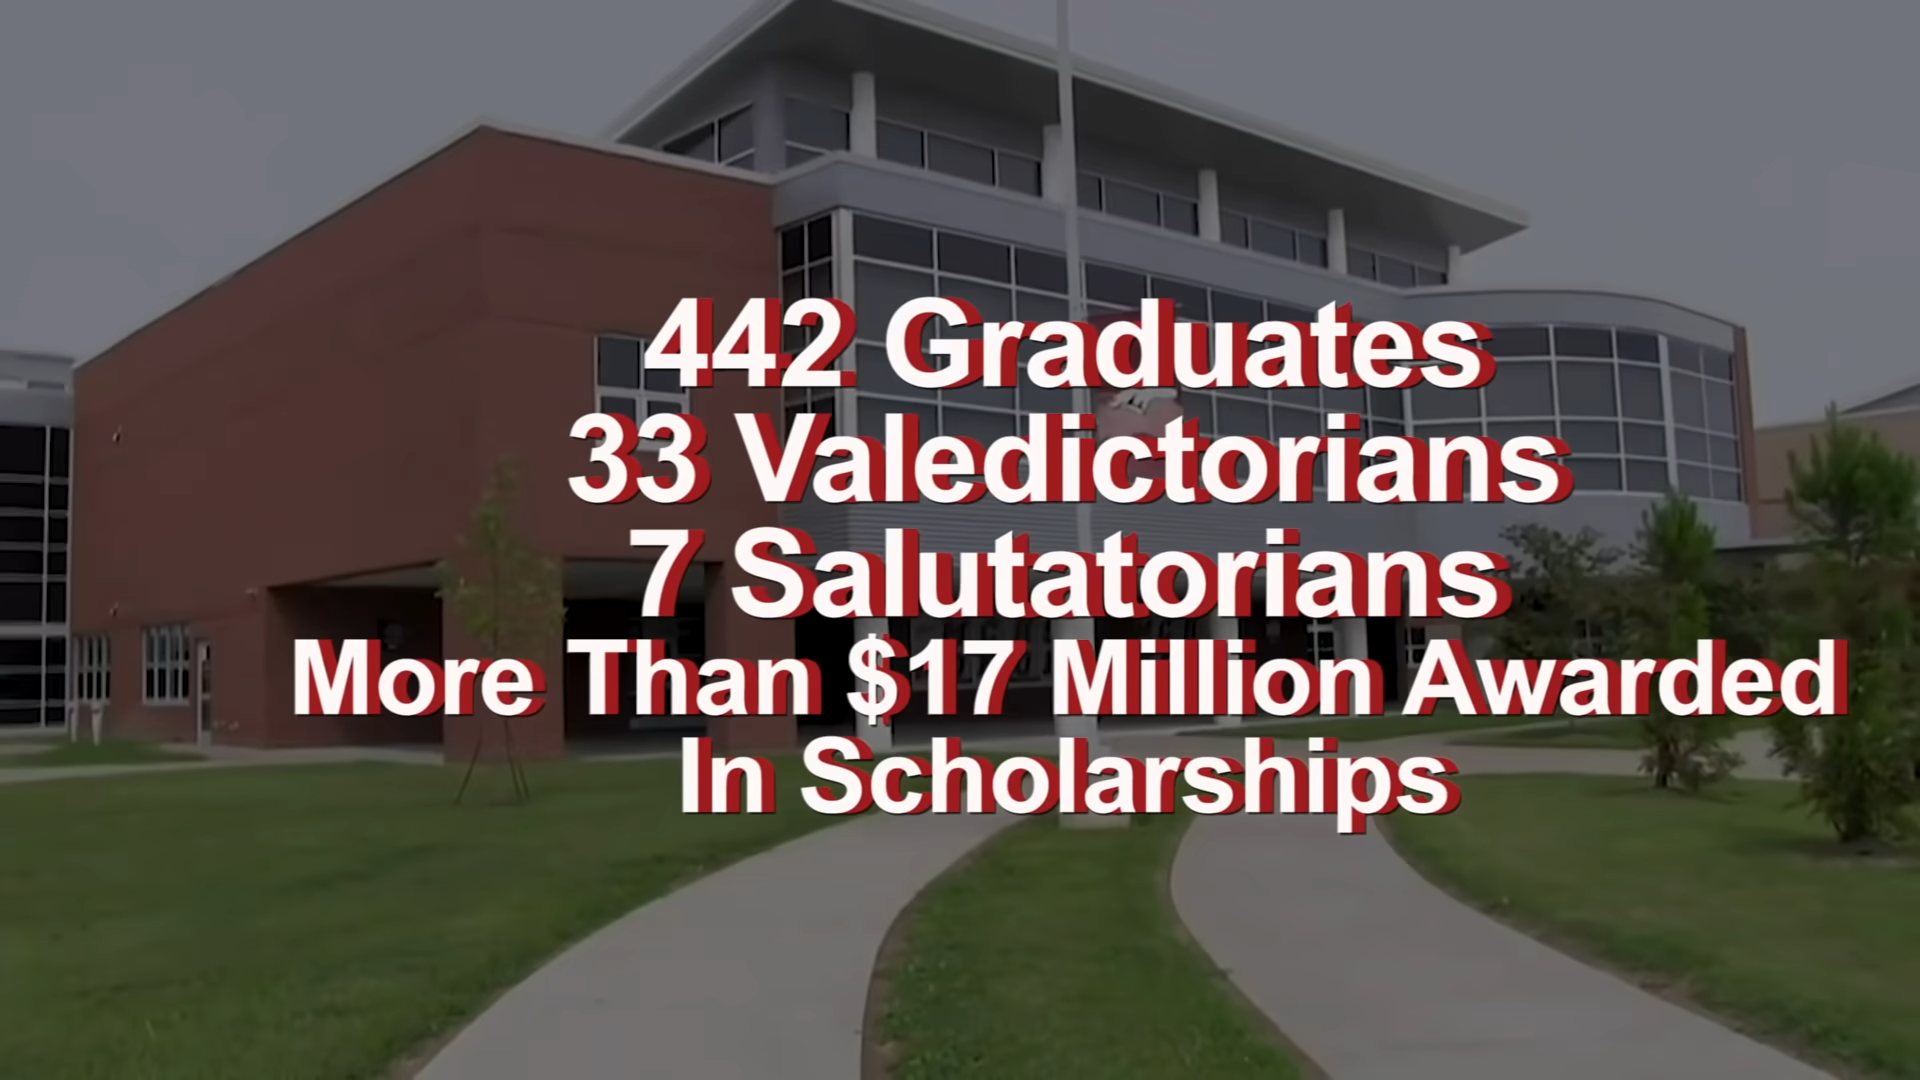 442 Graduates
33 Valedictorians
7 Salutatorians
More Than $17 Million Awarded
In Scholarships